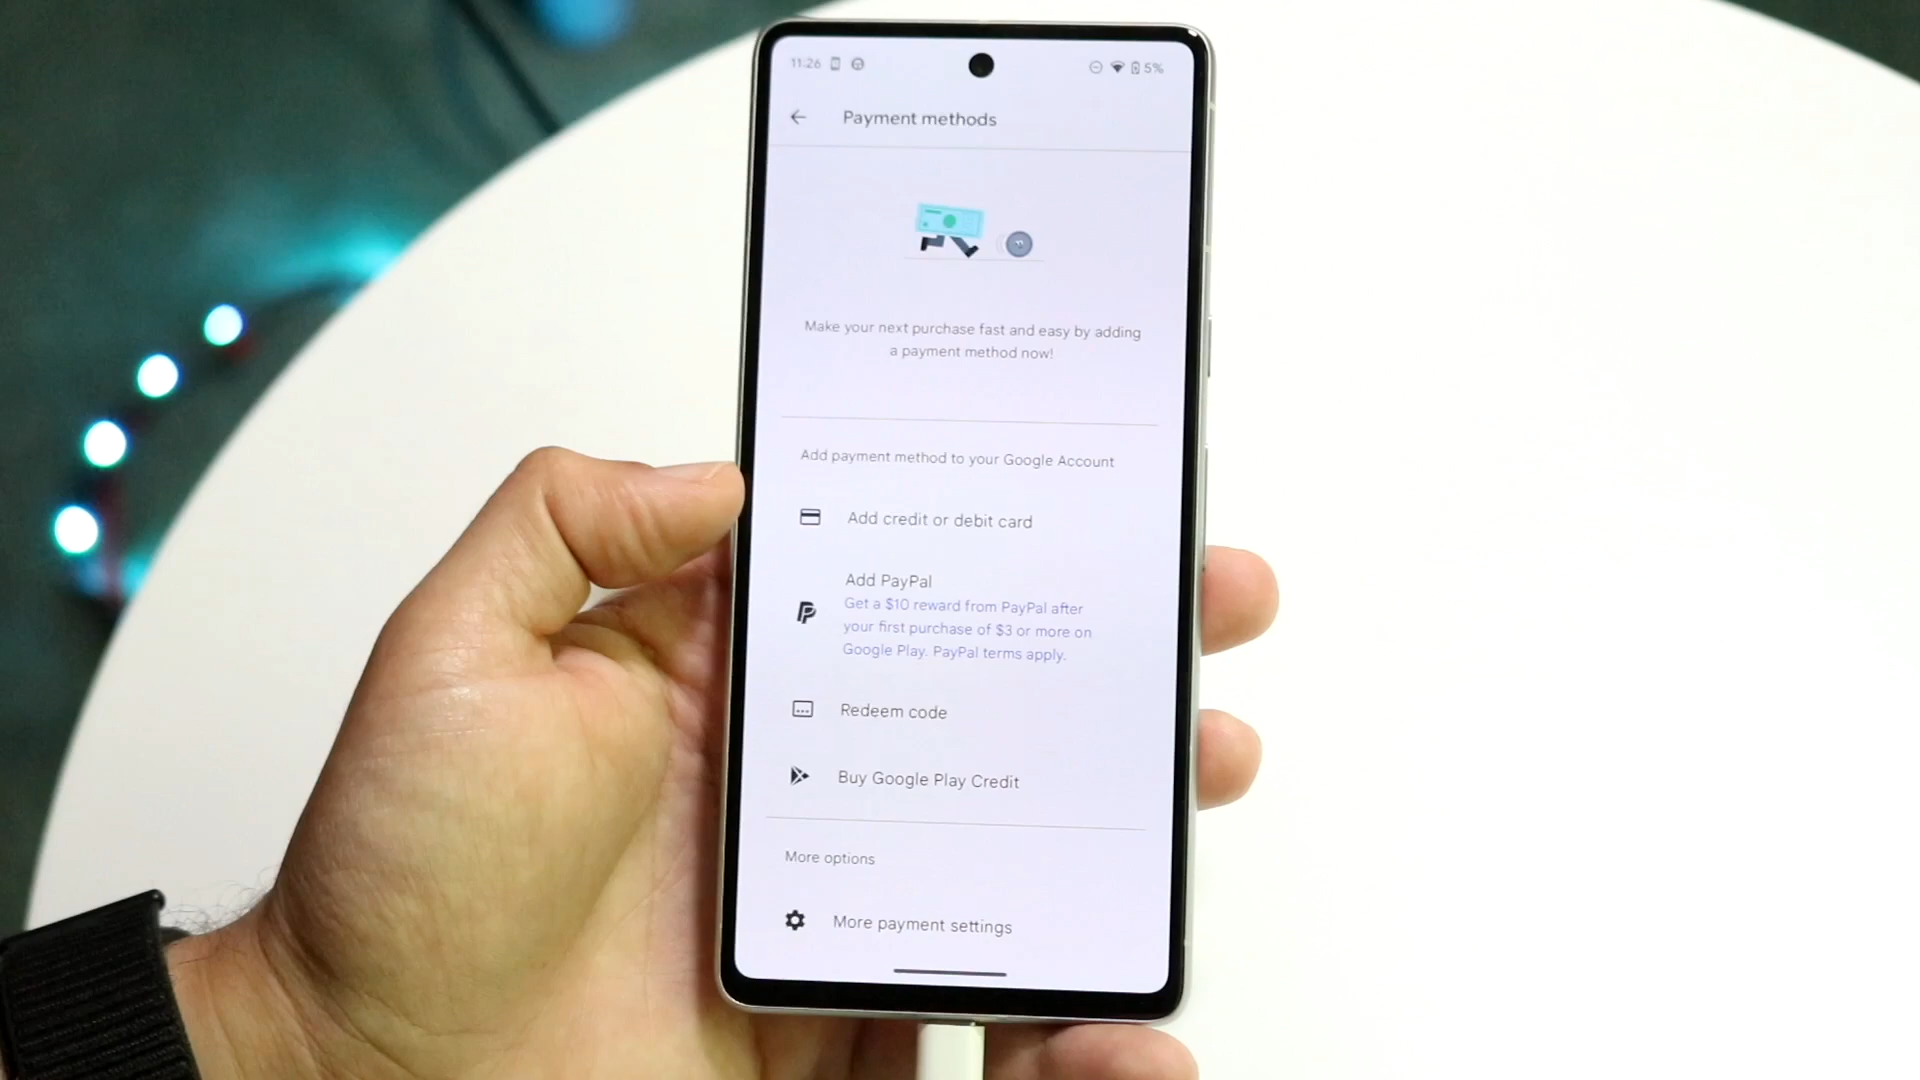 11:26 5%
Payment methods
Make your next purchase fast and easy by adding
a payment method now!
Add payment method to your Google Account
Add credit or debit card
Add PayPal
Get a $10 reward from PayPal after
your first purchase of $3 or more on
Google Play. PayPal terms apply.
Redeem code
Buy Google Play Credit
More options
More payment settings